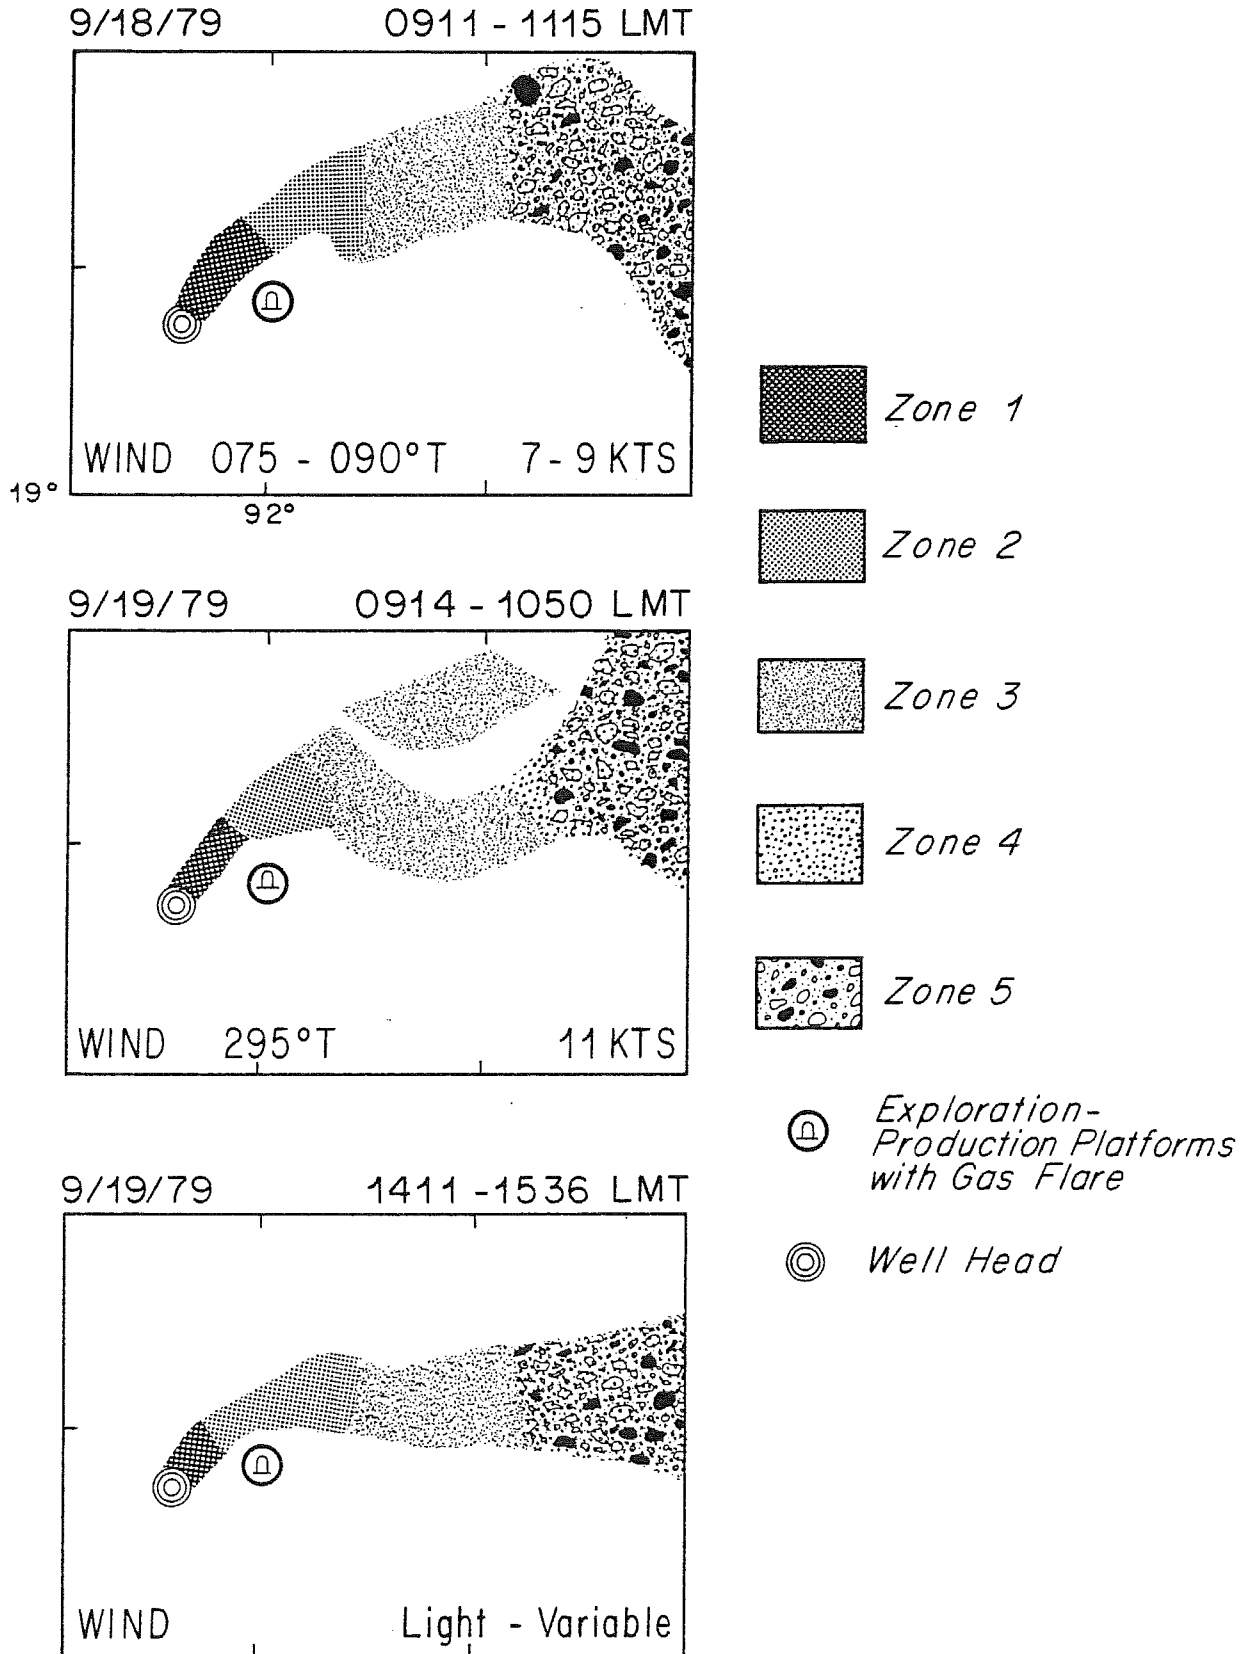 9/18/79 0911 - 1115 LMT
WIND 075 - 090°T 7-9 KTS
19°
92°
9/19/79 0914 - 1050 LMT
WIND 295°T 11 KTS
9/19/79 1411 - 1536 LMT
WIND Light - Variable
Zone 1
Zone 2
Zone 3
Zone 4
Zone 5
Exploration-
Production Platforms
with Gas Flare
Well Head